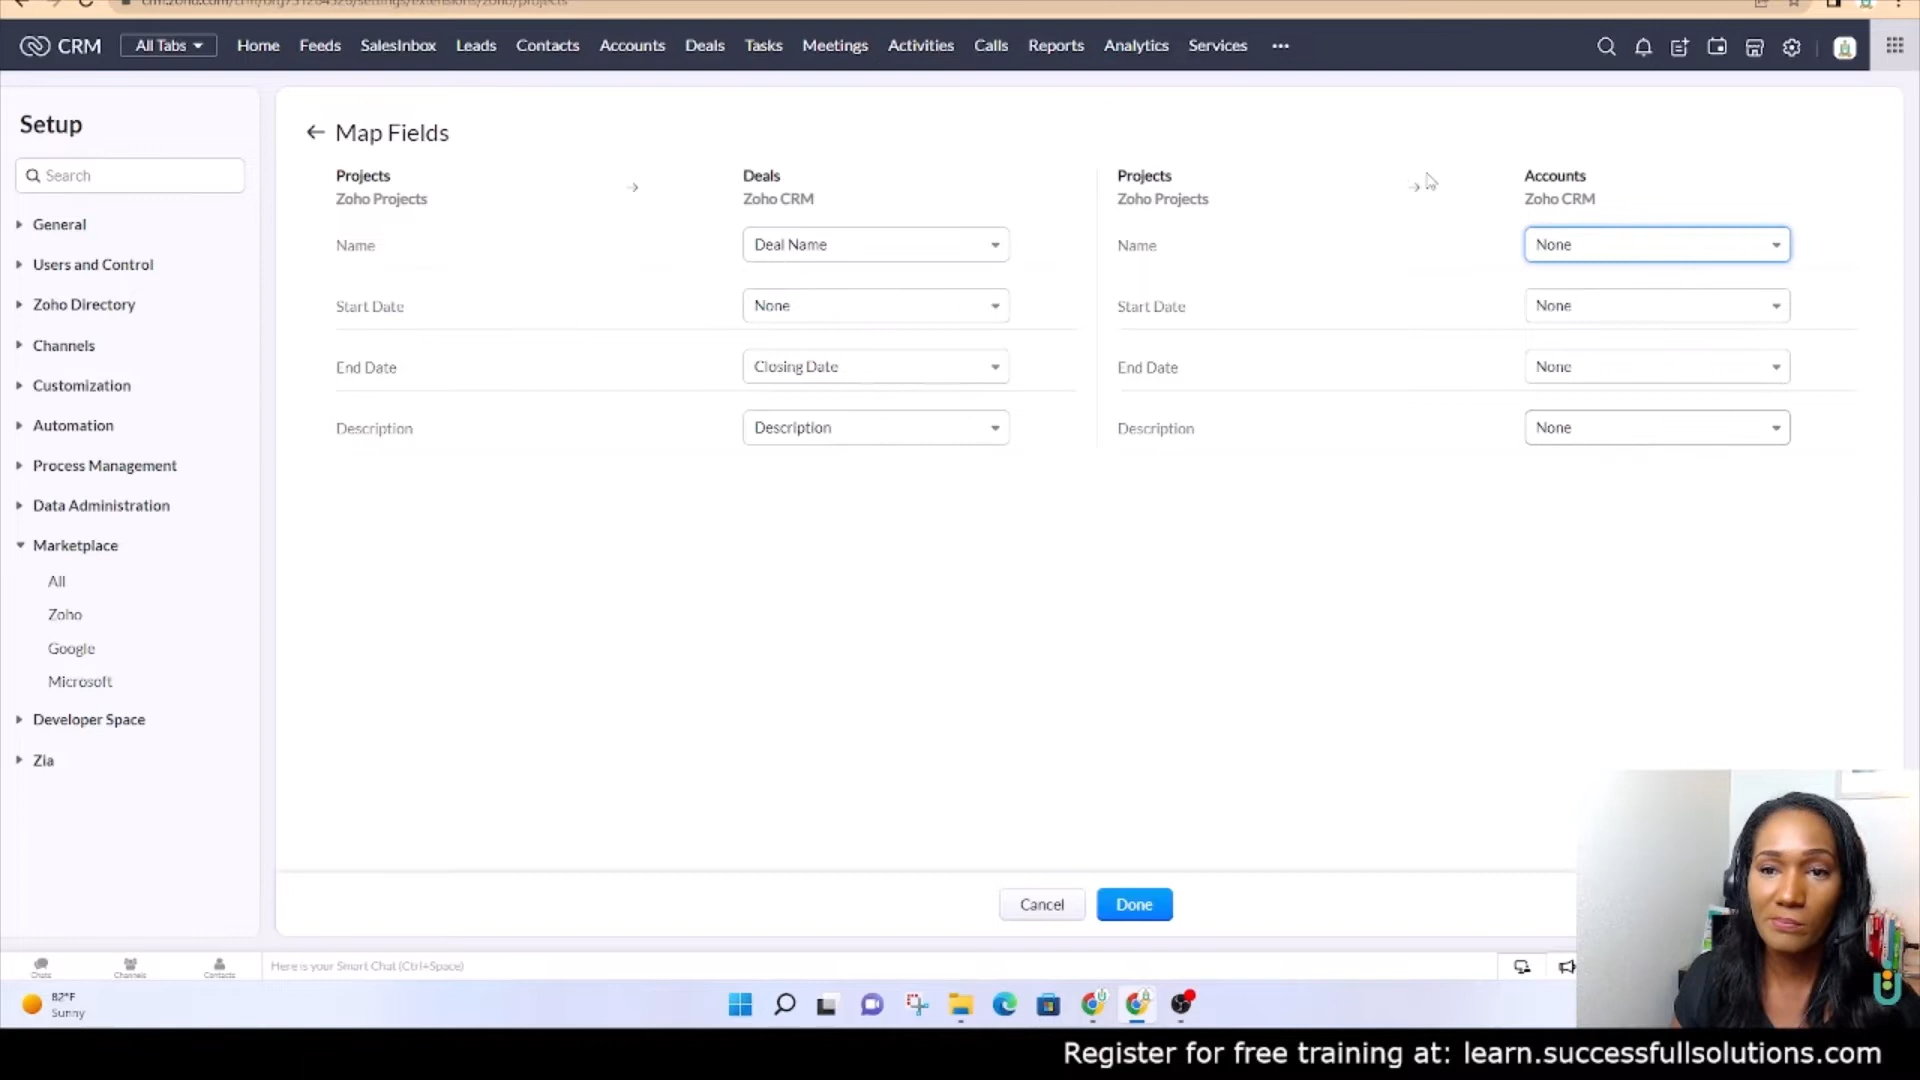 CRM
All Tabs
Home
Feeds
SalesInbox
Leads
Contacts
Accounts
Deals
Tasks
Meetings
Activities
Calls
Reports
Analytics
Services
Setup
Search
General
Users and Control
Zoho Directory
Channels
Customization
Automation
Process Management
Data Administration
Marketplace
All
Zoho
Google
Microsoft
Developer Space
Zia
Map Fields
Projects
Zoho Projects
Deals
Zoho CRM
Name
Deal Name
Start Date
None
End Date
Closing Date
Description
Description
Projects
Zoho Projects
Accounts
Zoho CRM
Name
None
Start Date
None
End Date
None
Description
None
Cancel
Done
Chats
Channels
Contacts
Here is your Smart Chat (Ctrl+Space)
82°F
Sunny
Register for free training at: learn.successfullsolutions.com